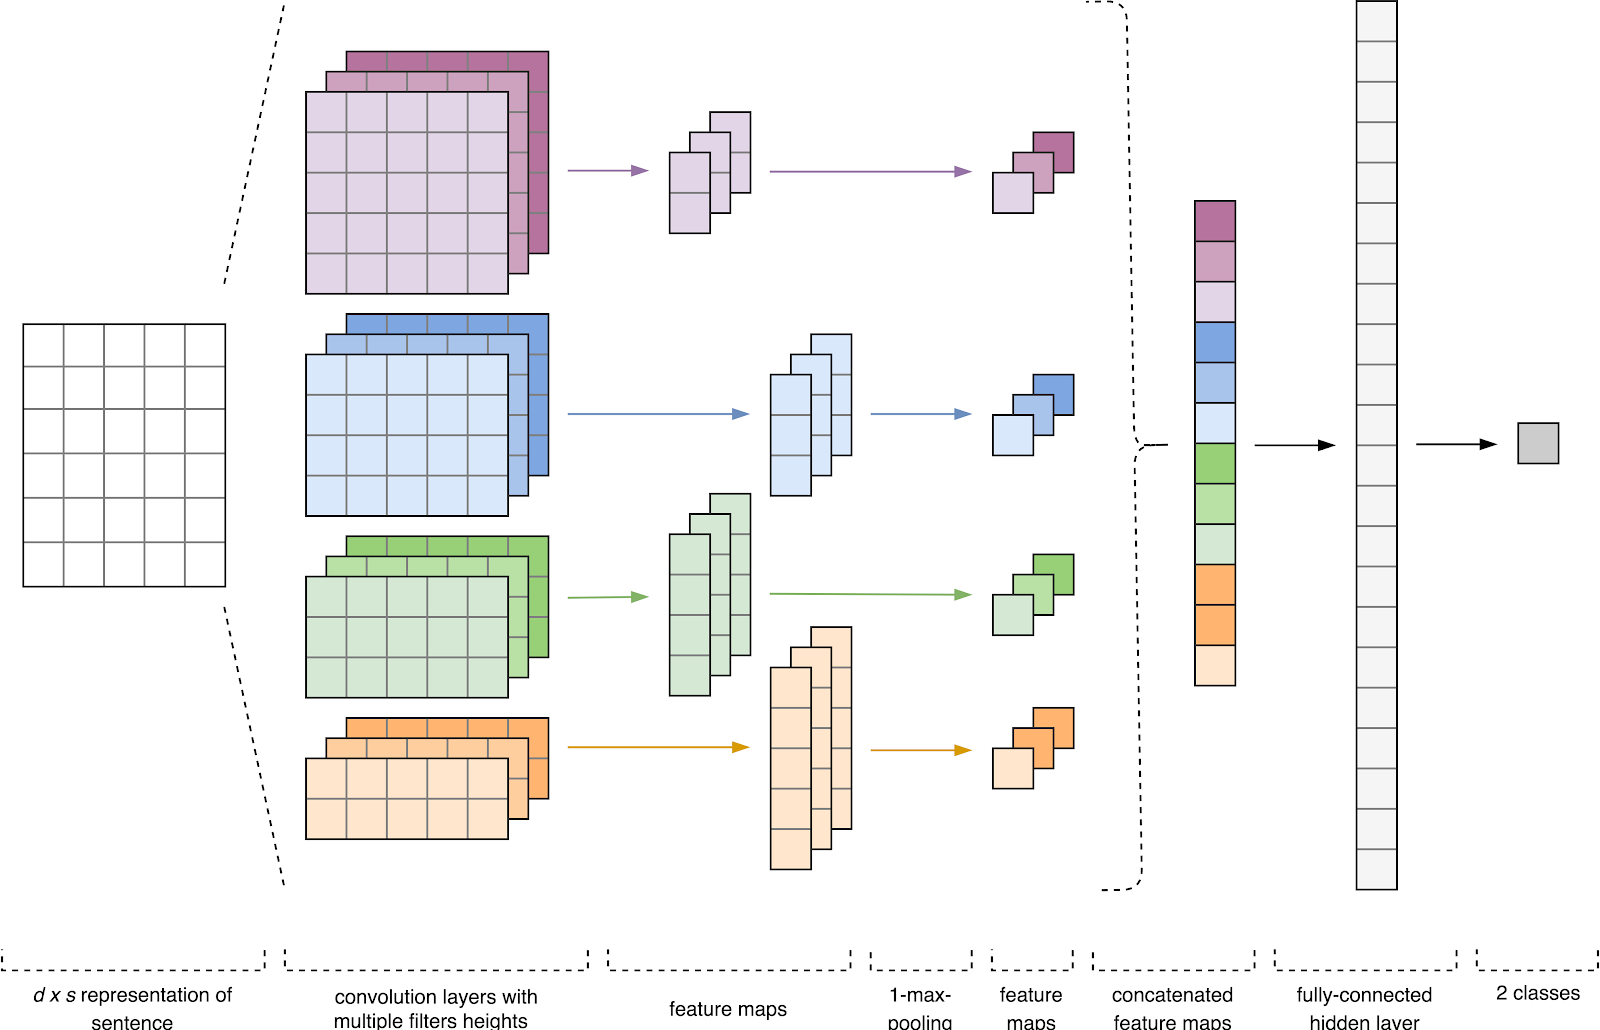 d x s representation of
sentence
convolution layers with
multiple filters heights
feature maps
1-max-
pooling
feature
maps
concatenated
feature maps
fully-connected
hidden layer
2 classes